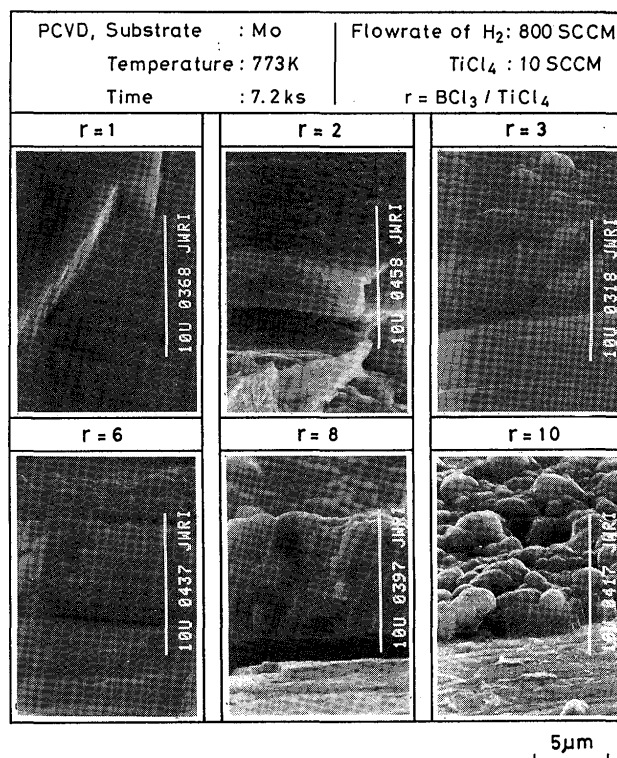 PCVD, Substrate : Mo
Temperature : 773K
Time : 7.2ks
Flowrate of H₂: 800 SCCM
TiCl₄ : 10 SCCM
r = BCl₃ / TiCl₄
r = 1
r = 2
r = 3
10U 0368 JWRI
10U 0458 JWRI
10U 0318 JWRI
r = 6
r = 8
r = 10
10U 0437 JWRI
10U 0397 JWRI
10U 0417 JWRI
5μm